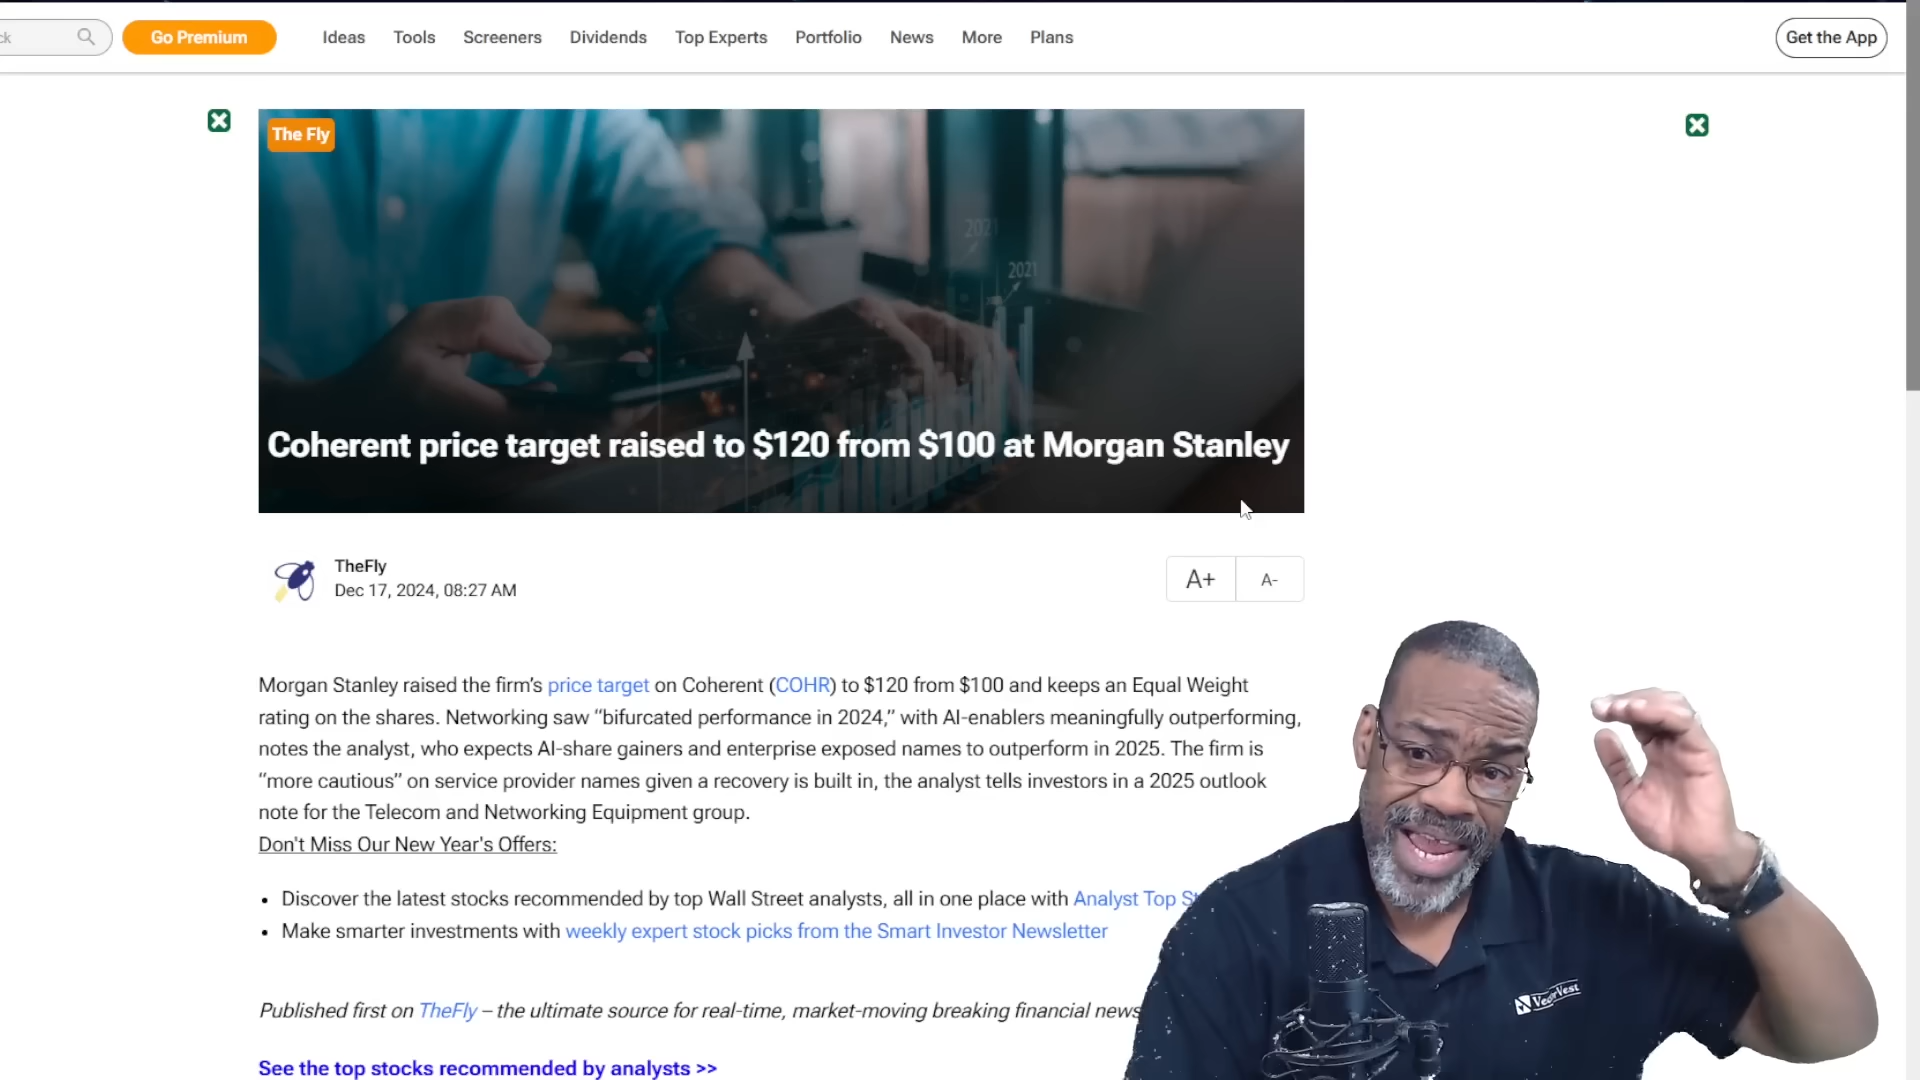 ck
Go Premium
Ideas
Tools
Screeners
Dividends
Top Experts
Portfolio
News
More
Plans
Get the App
The Fly
2021
2021
Coherent price target raised to $120 from $100 at Morgan Stanley
TheFly
Dec 17, 2024, 08:27 AM
A+
A-
Morgan Stanley raised the firm's price target on Coherent (COHR) to $120 from $100 and keeps an Equal Weight
rating on the shares. Networking saw “bifurcated performance in 2024,” with AI-enablers meaningfully outperforming,
notes the analyst, who expects AI-share gainers and enterprise exposed names to outperform in 2025. The firm is
“more cautious” on service provider names given a recovery is built in, the analyst tells investors in a 2025 outlook
note for the Telecom and Networking Equipment group.
Don't Miss Our New Year's Offers:
• Discover the latest stocks recommended by top Wall Street analysts, all in one place with Analyst Top St
• Make smarter investments with weekly expert stock picks from the Smart Investor Newsletter
Published first on TheFly – the ultimate source for real-time, market-moving breaking financial news
See the top stocks recommended by analysts >>
VectorVest